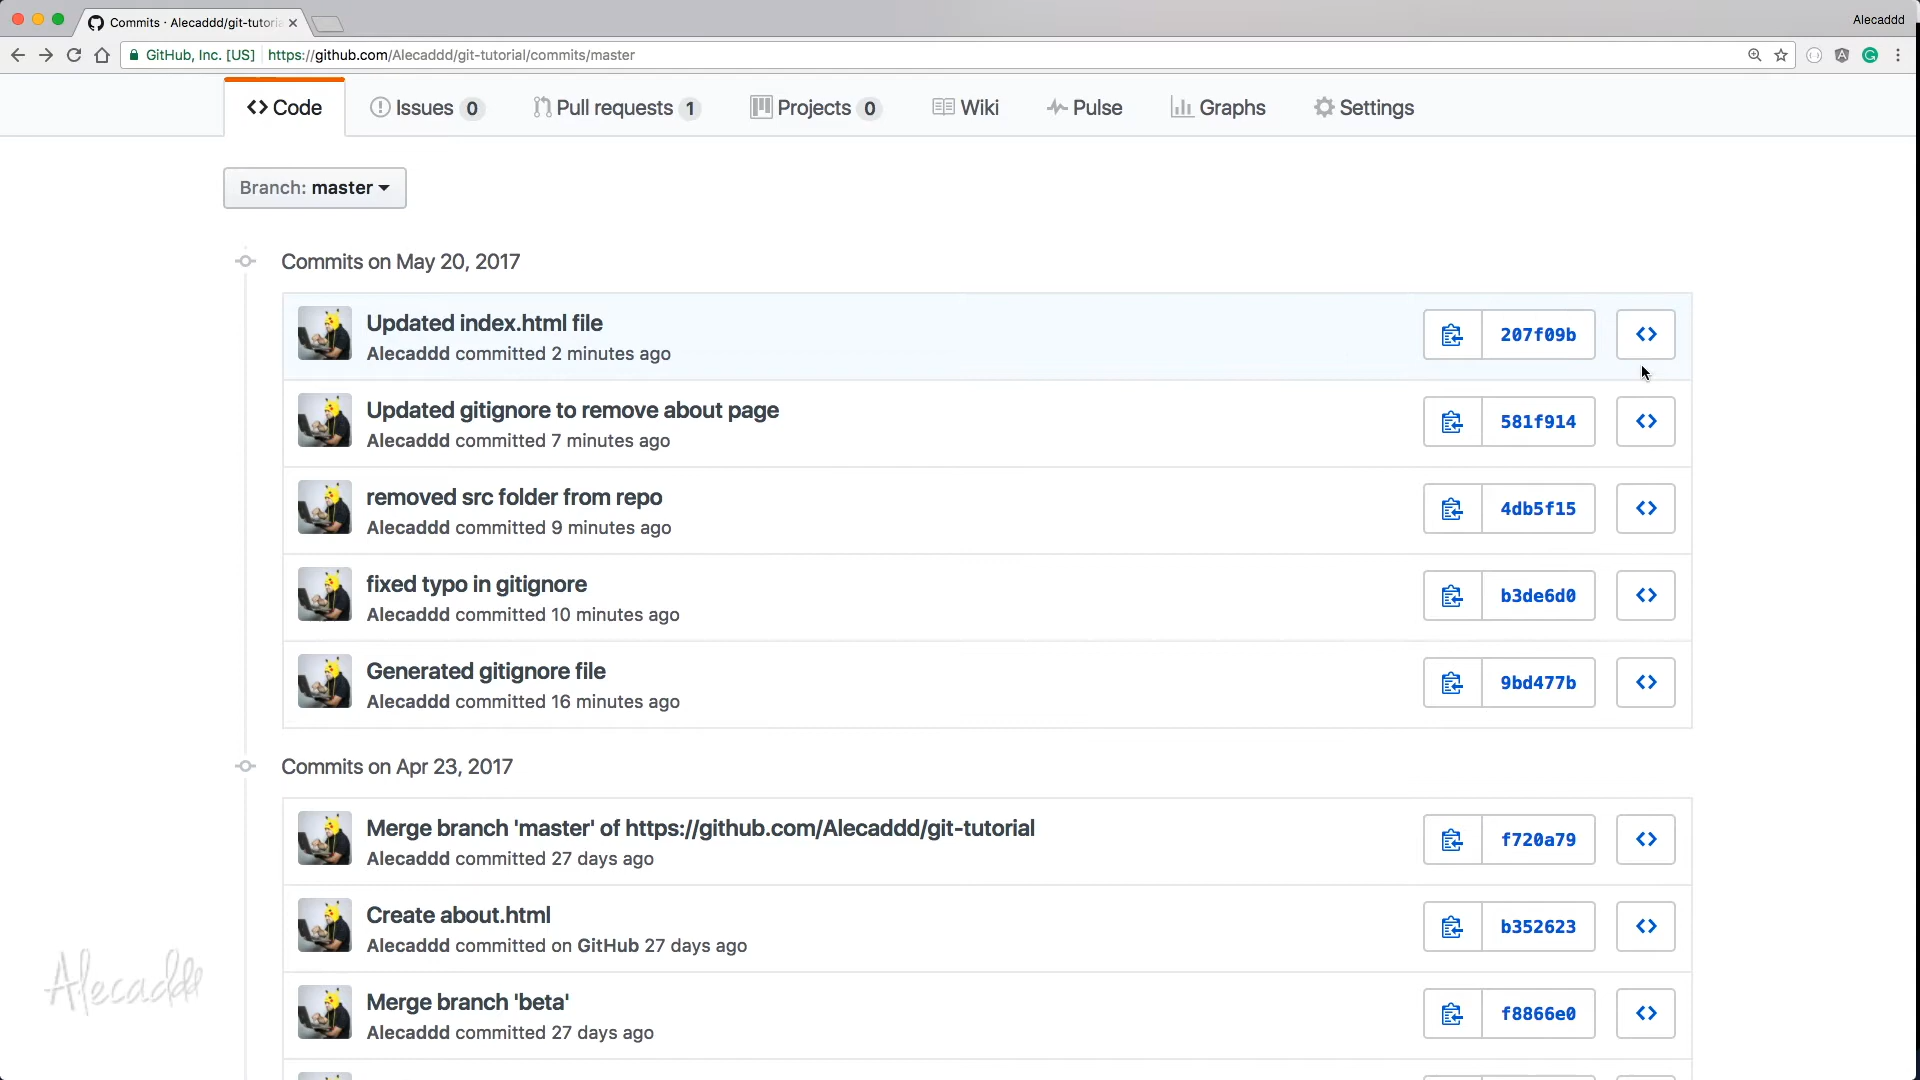 Commits · Alecaddd/git-tutoria
Alecaddd
GitHub, Inc. [US] https://github.com/Alecaddd/git-tutorial/commits/master
Code Issues 0 Pull requests 1 Projects 0 Wiki Pulse Graphs Settings
Branch: master
Commits on May 20, 2017
Updated index.html file
Alecaddd committed 2 minutes ago
207f09b
Updated gitignore to remove about page
Alecaddd committed 7 minutes ago
581f914
removed src folder from repo
Alecaddd committed 9 minutes ago
4db5f15
fixed typo in gitignore
Alecaddd committed 10 minutes ago
b3de6d0
Generated gitignore file
Alecaddd committed 16 minutes ago
9bd477b
Commits on Apr 23, 2017
Merge branch 'master' of https://github.com/Alecaddd/git-tutorial
Alecaddd committed 27 days ago
f720a79
Create about.html
Alecaddd committed on GitHub 27 days ago
b352623
Merge branch 'beta'
Alecaddd committed 27 days ago
f8866e0
Alecaddd